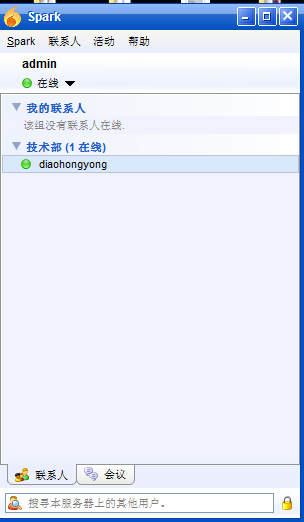 Spark
Spark 联系人 活动 帮助
admin
在线
我的联系人
该组没有联系人在线.
技术部 (1 在线)
diaohongyong
联系人 会议
搜寻本服务器上的其他用户。